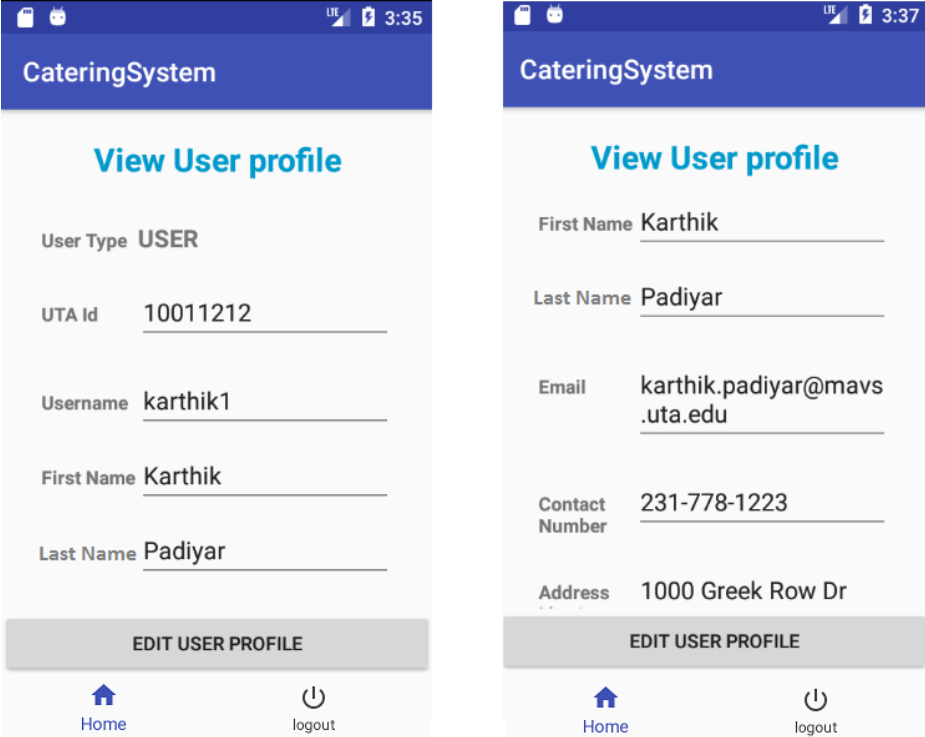 LTE 3:35
CateringSystem
View User profile
User Type USER
UTA Id 10011212
Username karthik1
First Name Karthik
Last Name Padiyar
EDIT USER PROFILE
Home logout
LTE 3:37
CateringSystem
View User profile
First Name Karthik
Last Name Padiyar
Email karthik.padiyar@mavs
.uta.edu
Contact 231-778-1223
Number
Address 1000 Greek Row Dr
EDIT USER PROFILE
Home logout